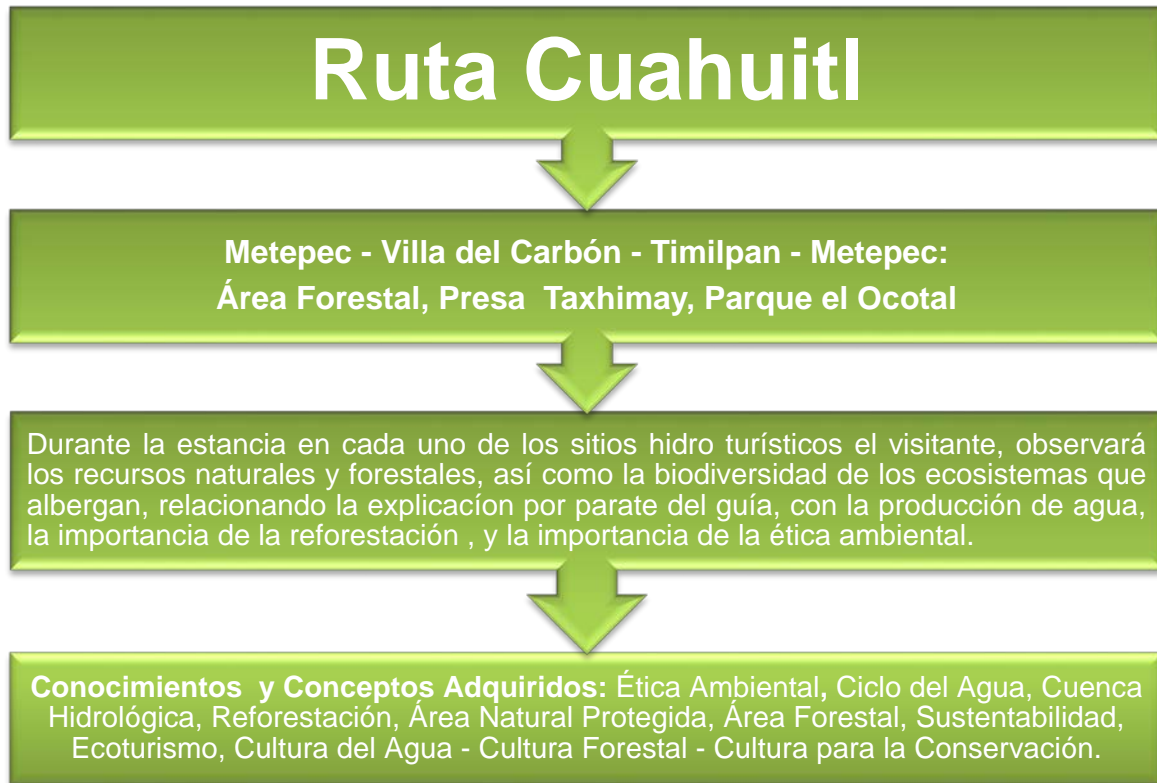 Ruta Cuahuitl
Metepec - Villa del Carbón - Timilpan - Metepec:
Área Forestal, Presa Taxhimay, Parque el Ocotal
Durante la estancia en cada uno de los sitios hidro turísticos el visitante, observará
los recursos naturales y forestales, así como la biodiversidad de los ecosistemas que
albergan, relacionando la explicacíon por parate del guía, con la producción de agua,
la importancia de la reforestación , y la importancia de la ética ambiental.
Conocimientos y Conceptos Adquiridos: Ética Ambiental, Ciclo del Agua, Cuenca
Hidrológica, Reforestación, Área Natural Protegida, Área Forestal, Sustentabilidad,
Ecoturismo, Cultura del Agua - Cultura Forestal - Cultura para la Conservación.